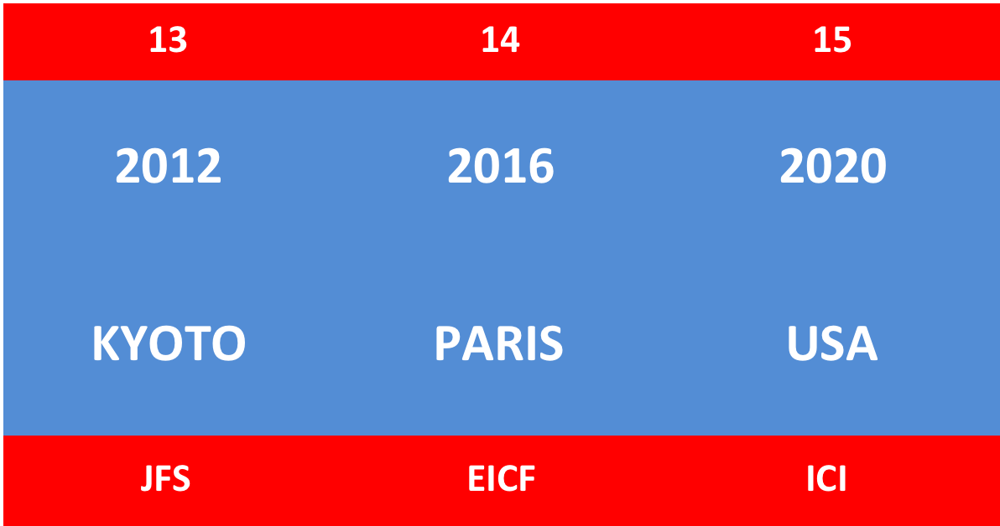 13 14 15
2012 2016 2020
KYOTO PARIS USA
JFS EICF ICI